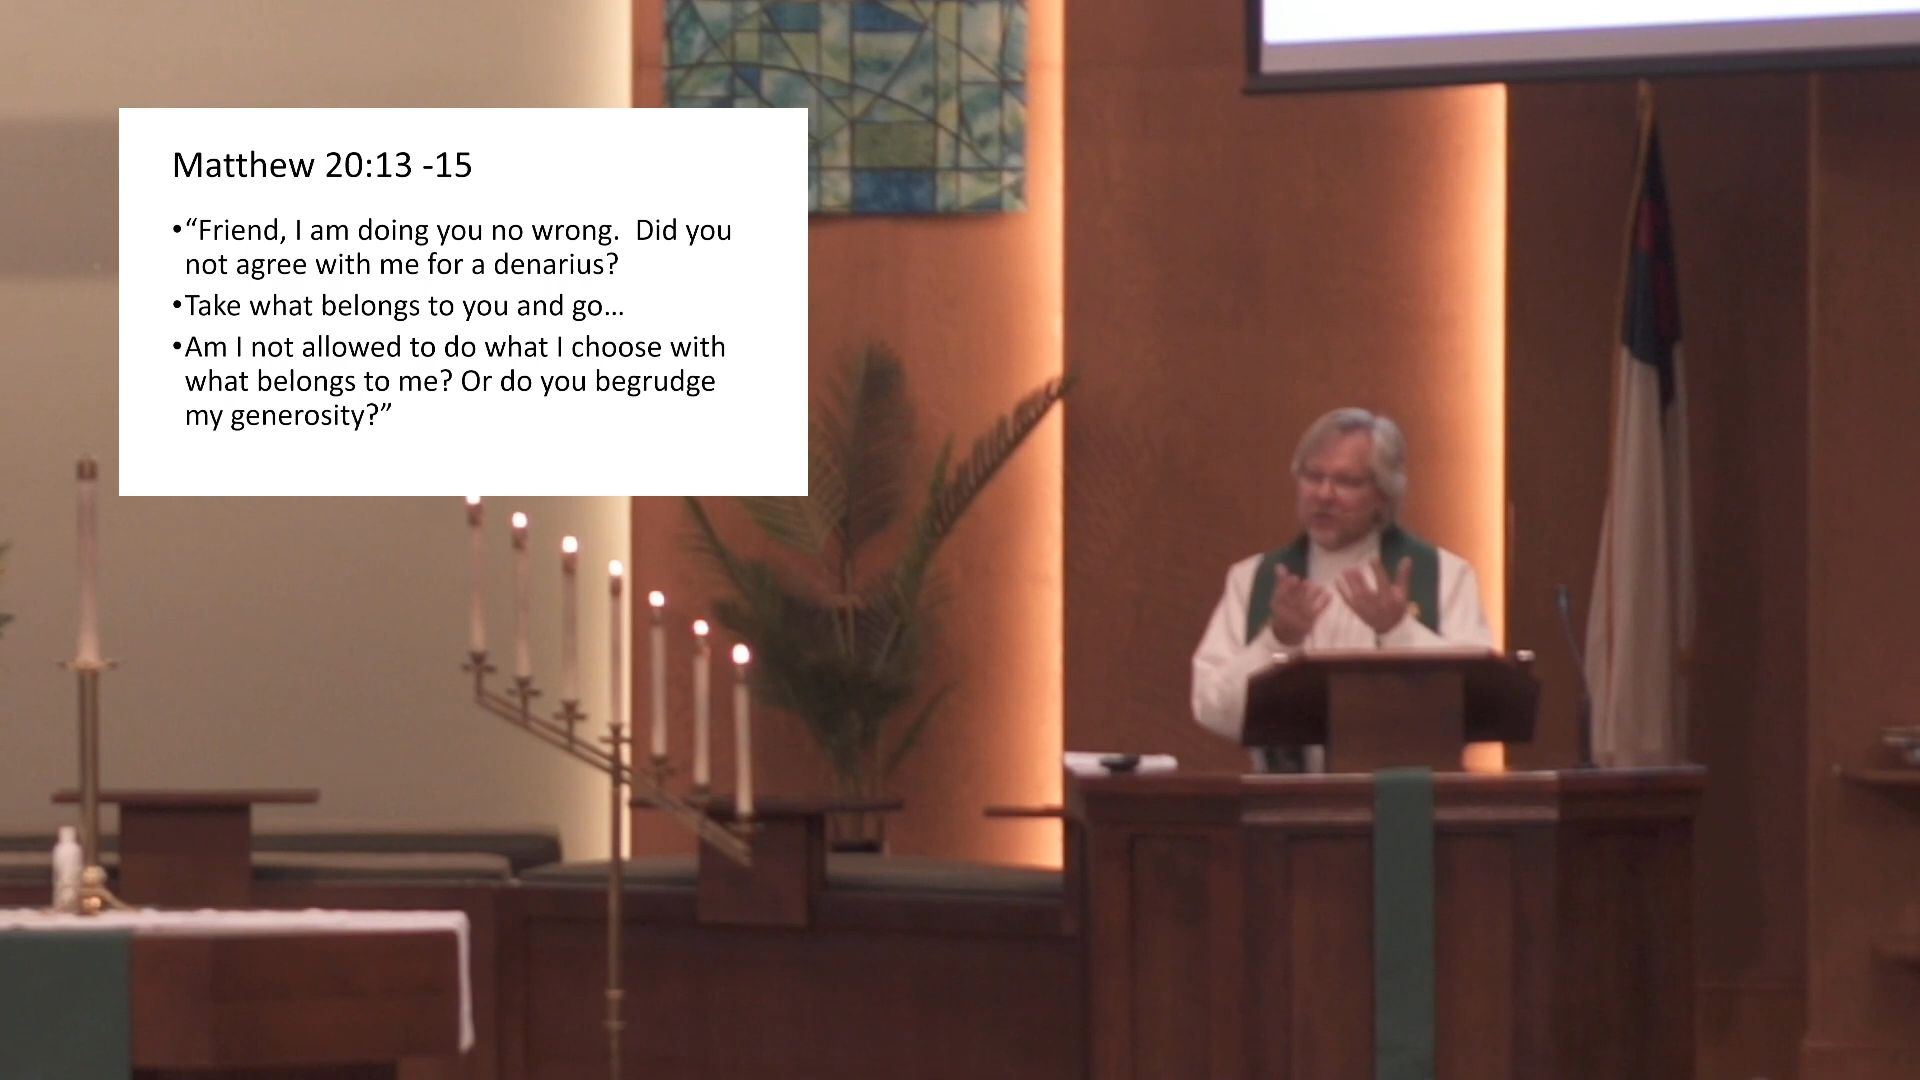 Matthew 20:13 -15
•“Friend, I am doing you no wrong.  Did you
not agree with me for a denarius?
•Take what belongs to you and go...
•Am I not allowed to do what I choose with
what belongs to me? Or do you begrudge
my generosity?”